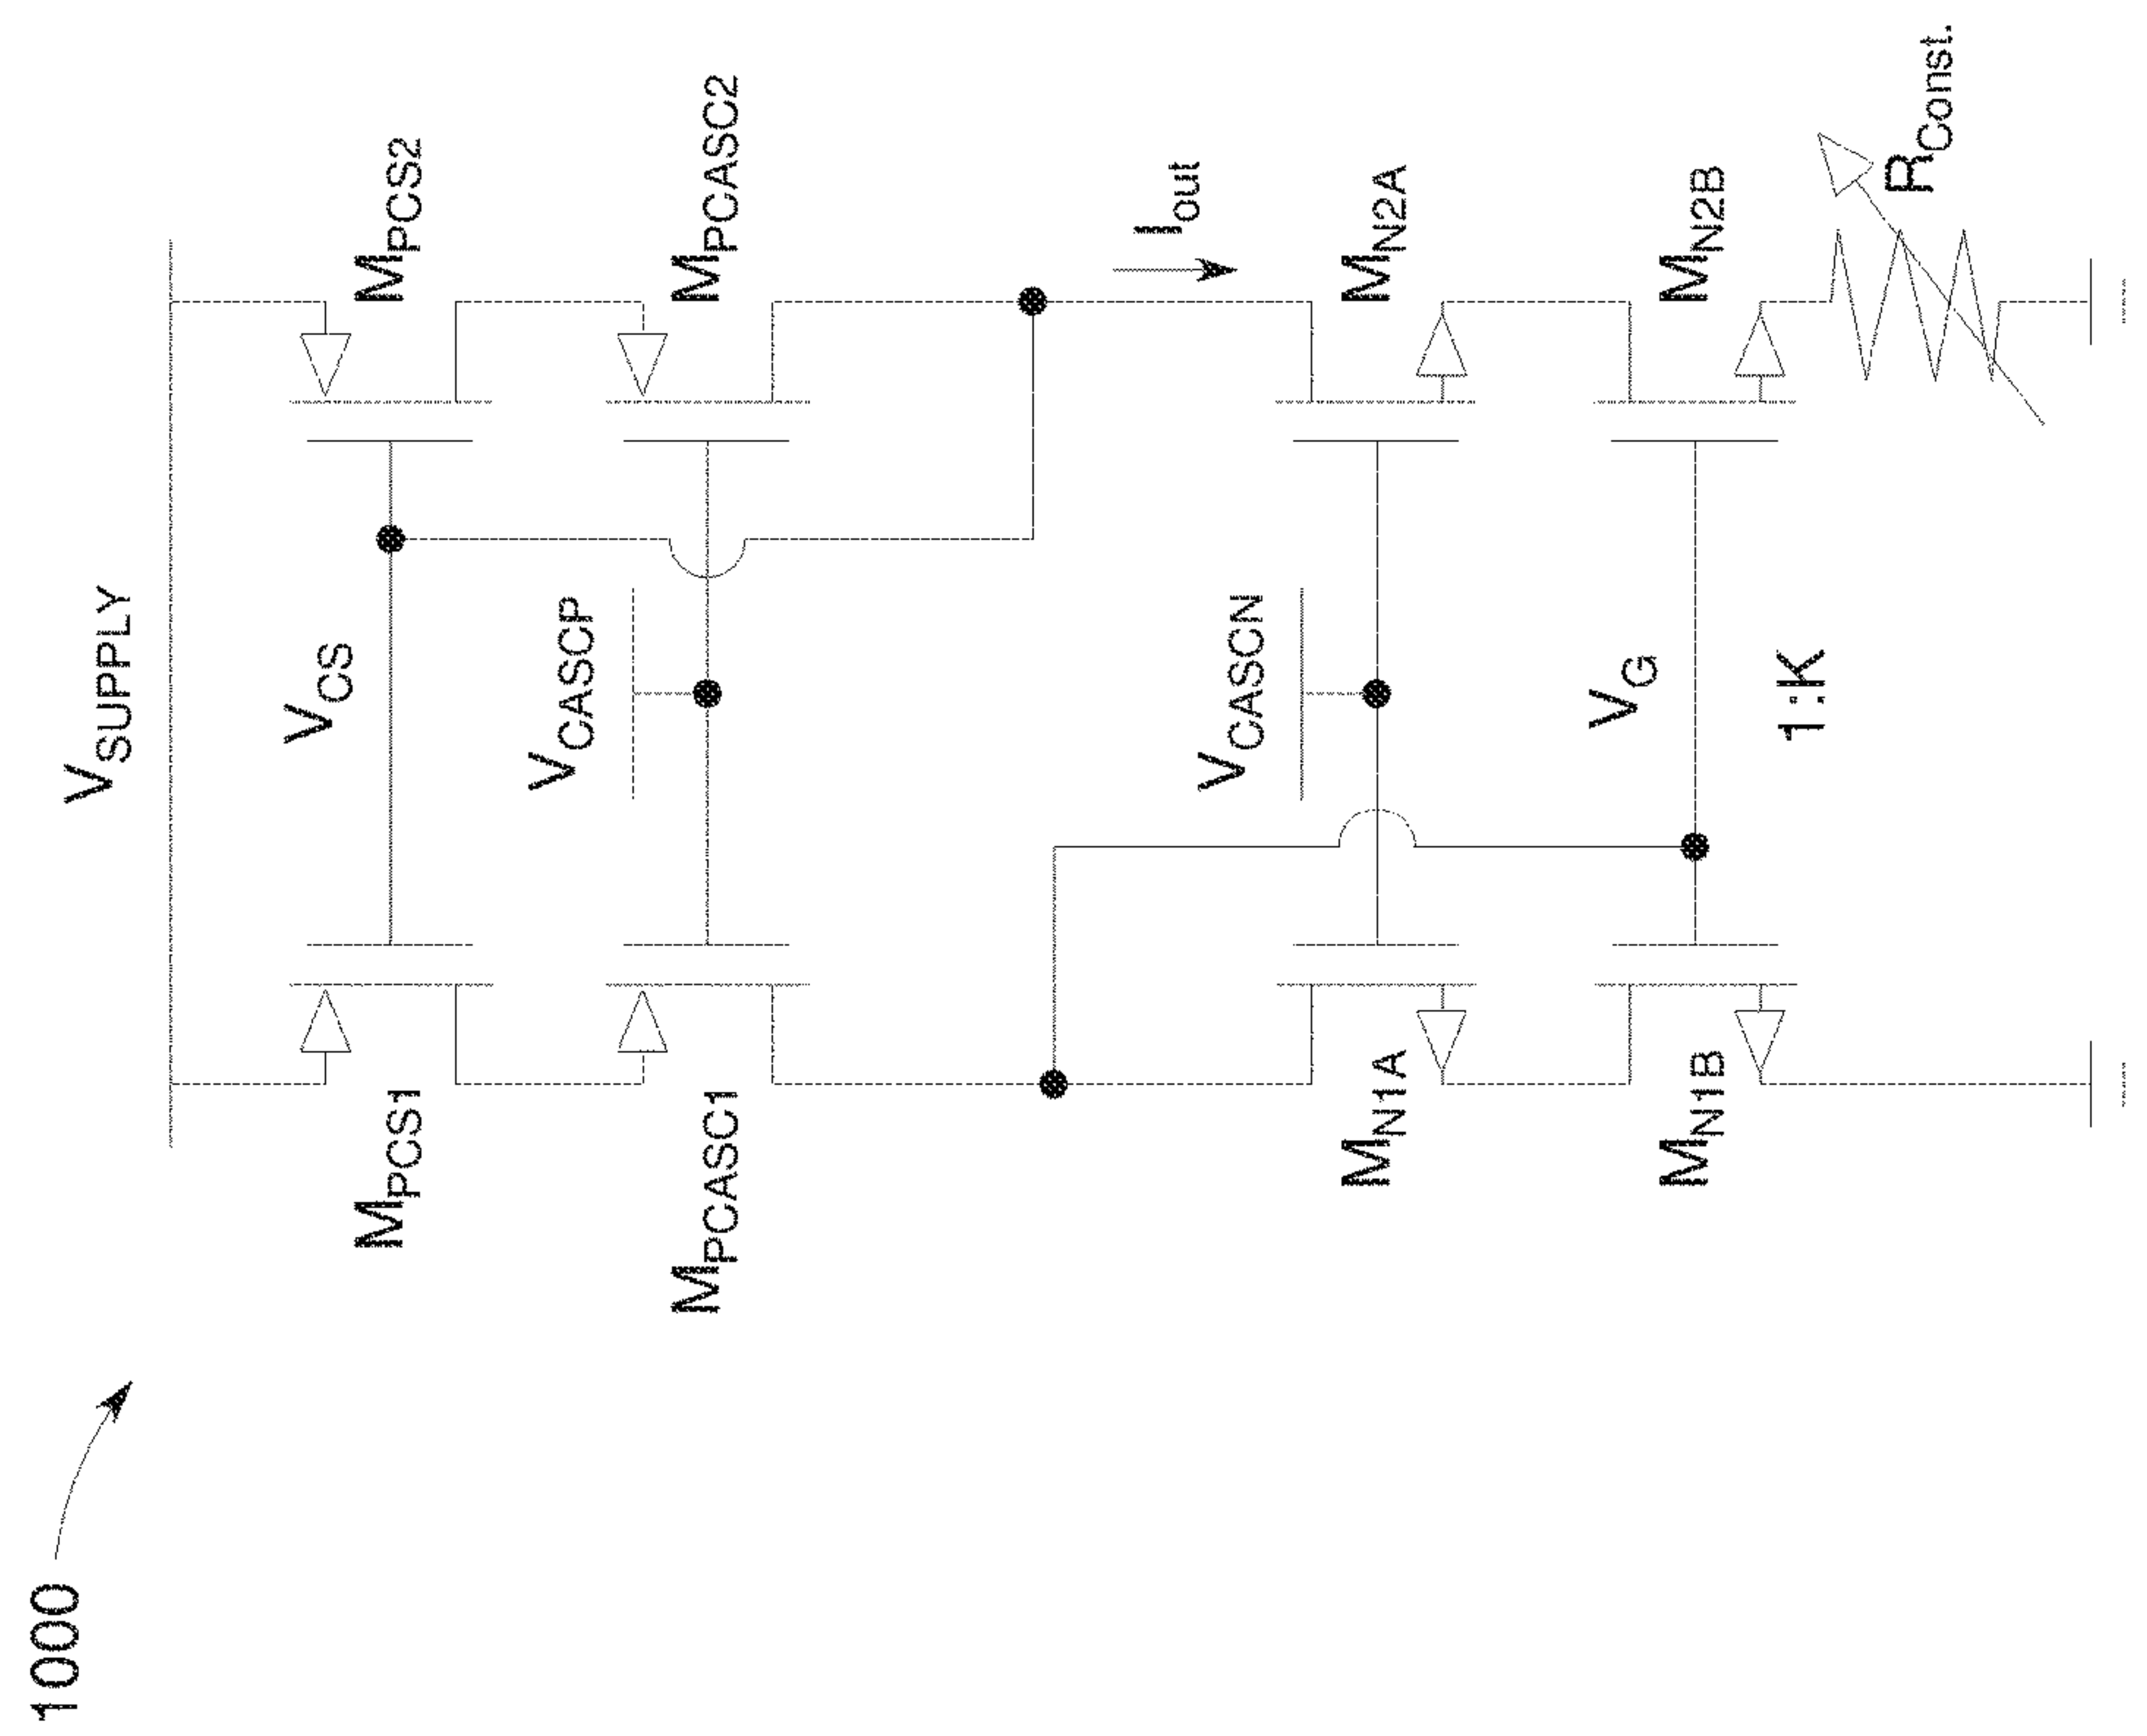 1000
V_SUPPLY
V_CS
M_PCS1
M_PCS2
V_CASCP
M_PCASC1
M_PCASC2
I_out
V_CASCN
M_N1A
M_N2A
V_G
M_N1B
M_N2B
1:K
R_Const.